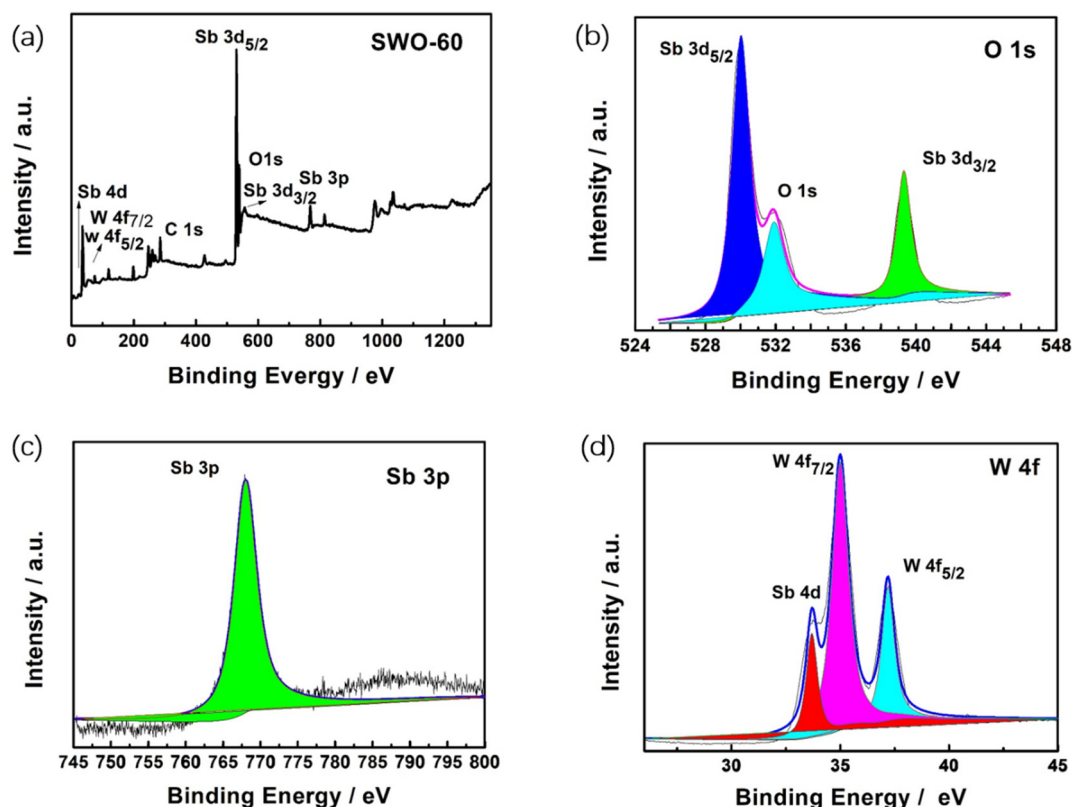 (a)
SWO-60
Sb 3d5/2
O1s
Sb 3d3/2
Sb 3p
Sb 4d
W 4f7/2
w 4f5/2
C 1s
Intensity / a.u.
0 200 400 600 800 1000 1200
Binding Evergy / eV
(b)
O 1s
Sb 3d5/2
O 1s
Sb 3d3/2
Intensity / a.u.
524 528 532 536 540 544 548
Binding Energy / eV
(c)
Sb 3p
Sb 3p
Intensity / a.u.
745 750 755 760 765 770 775 780 785 790 795 800
Binding Energy / eV
(d)
W 4f
W 4f7/2
Sb 4d
W 4f5/2
Intensity / a.u.
30 35 40 45
Binding Energy / eV